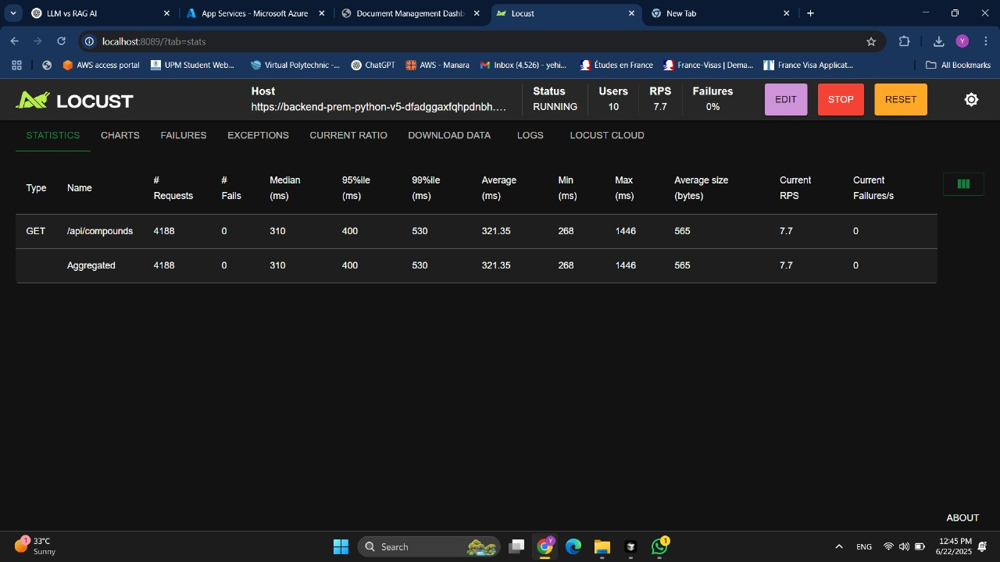 LLM vs RAG AI
App Services - Microsoft Azure
Document Management Dashb
Locust
New Tab
localhost:8089/?tab=stats
Y
AWS access portal
UPM Student Web...
Virtual Polytechnic -...
ChatGPT
AWS - Manara
Inbox (4,526) - yehi...
Études en France
France-Visas | Dema...
France Visa Applicat...
All Bookmarks
LOCUST
Host
https://backend-prem-python-v5-dfadggaxfqhpdnbh....
Status
RUNNING
Users
10
RPS
7.7
Failures
0%
EDIT
STOP
RESET
STATISTICS CHARTS FAILURES EXCEPTIONS CURRENT RATIO DOWNLOAD DATA LOGS LOCUST CLOUD
Type Name # Requests # Fails Median (ms) 95%ile (ms) 99%ile (ms) Average (ms) Min (ms) Max (ms) Average size (bytes) Current RPS Current Failures/s
GET /api/compounds 4188 0 310 400 530 321.35 268 1446 565 7.7 0
Aggregated 4188 0 310 400 530 321.35 268 1446 565 7.7 0
ABOUT
1
33°C
Sunny
Search
Y
1
ENG
12:45 PM
6/22/2025